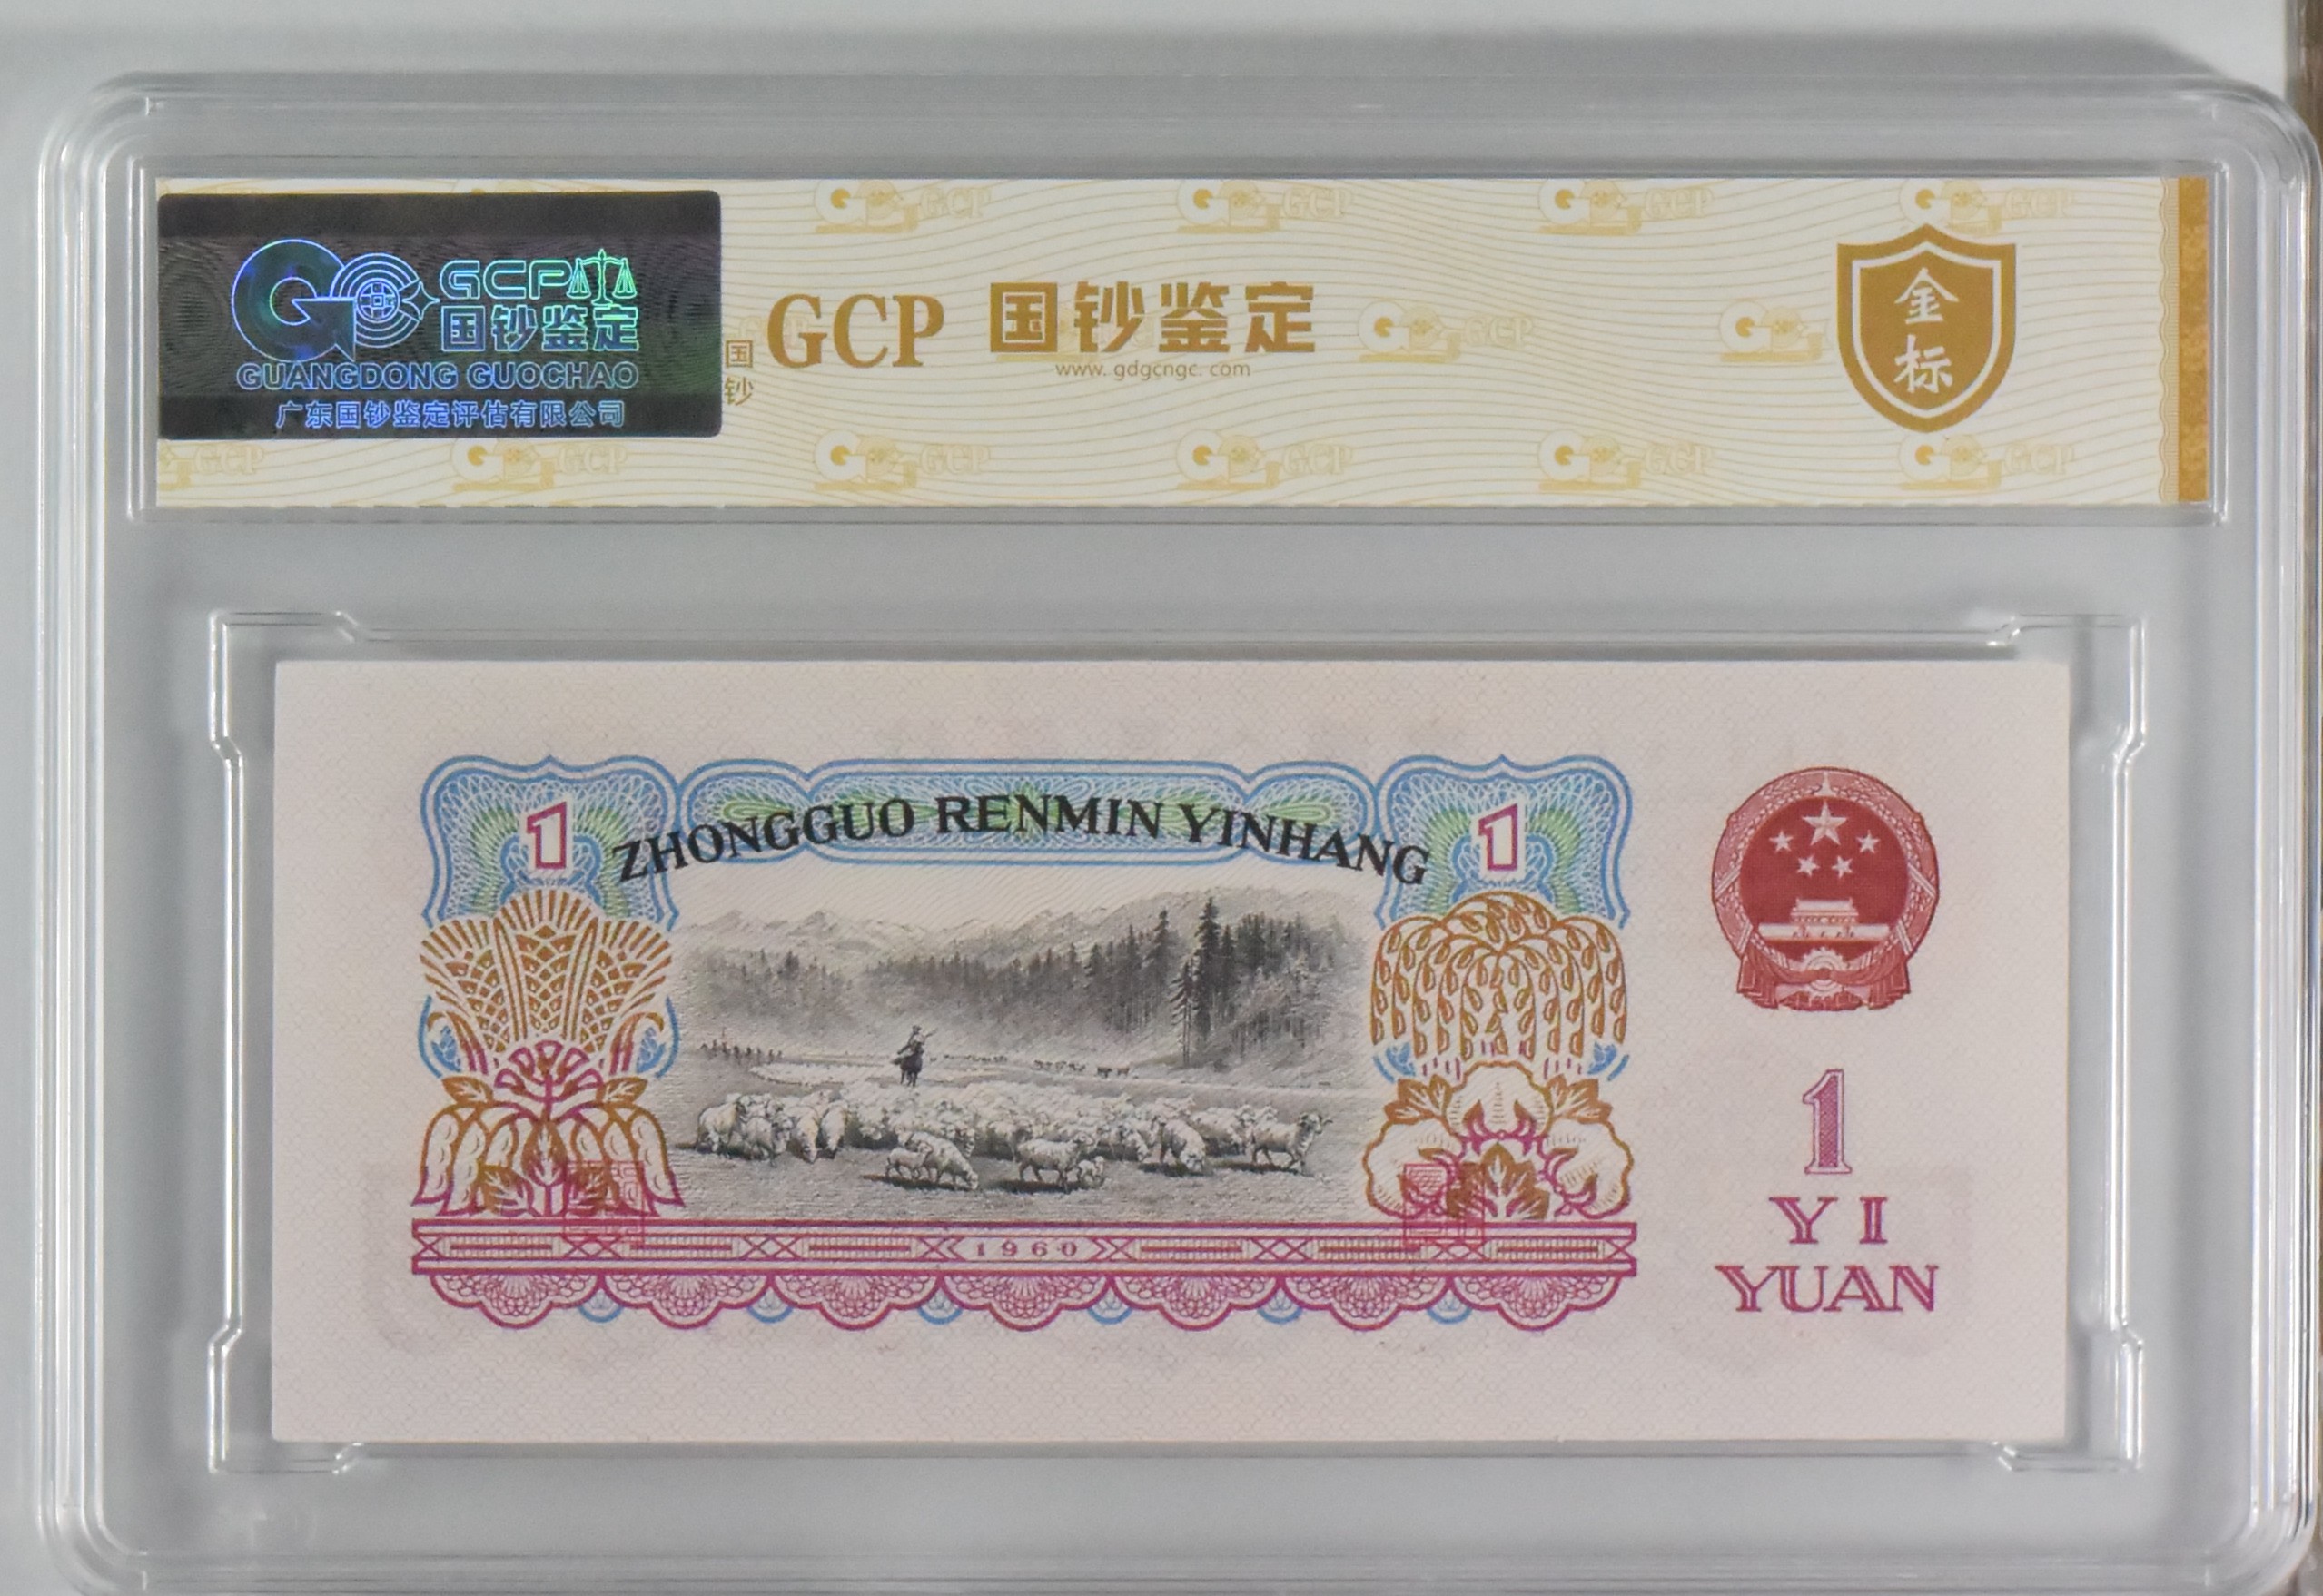 GCP
国钞鉴定
GUANGDONG GUOCHAO
广东国钞鉴定评估有限公司
国
钞
GCP 国钞鉴定
www.gdgcngc.com
金
标
ZHONGGUO RENMIN YINHANG
1
1
1960
1
YI
YUAN